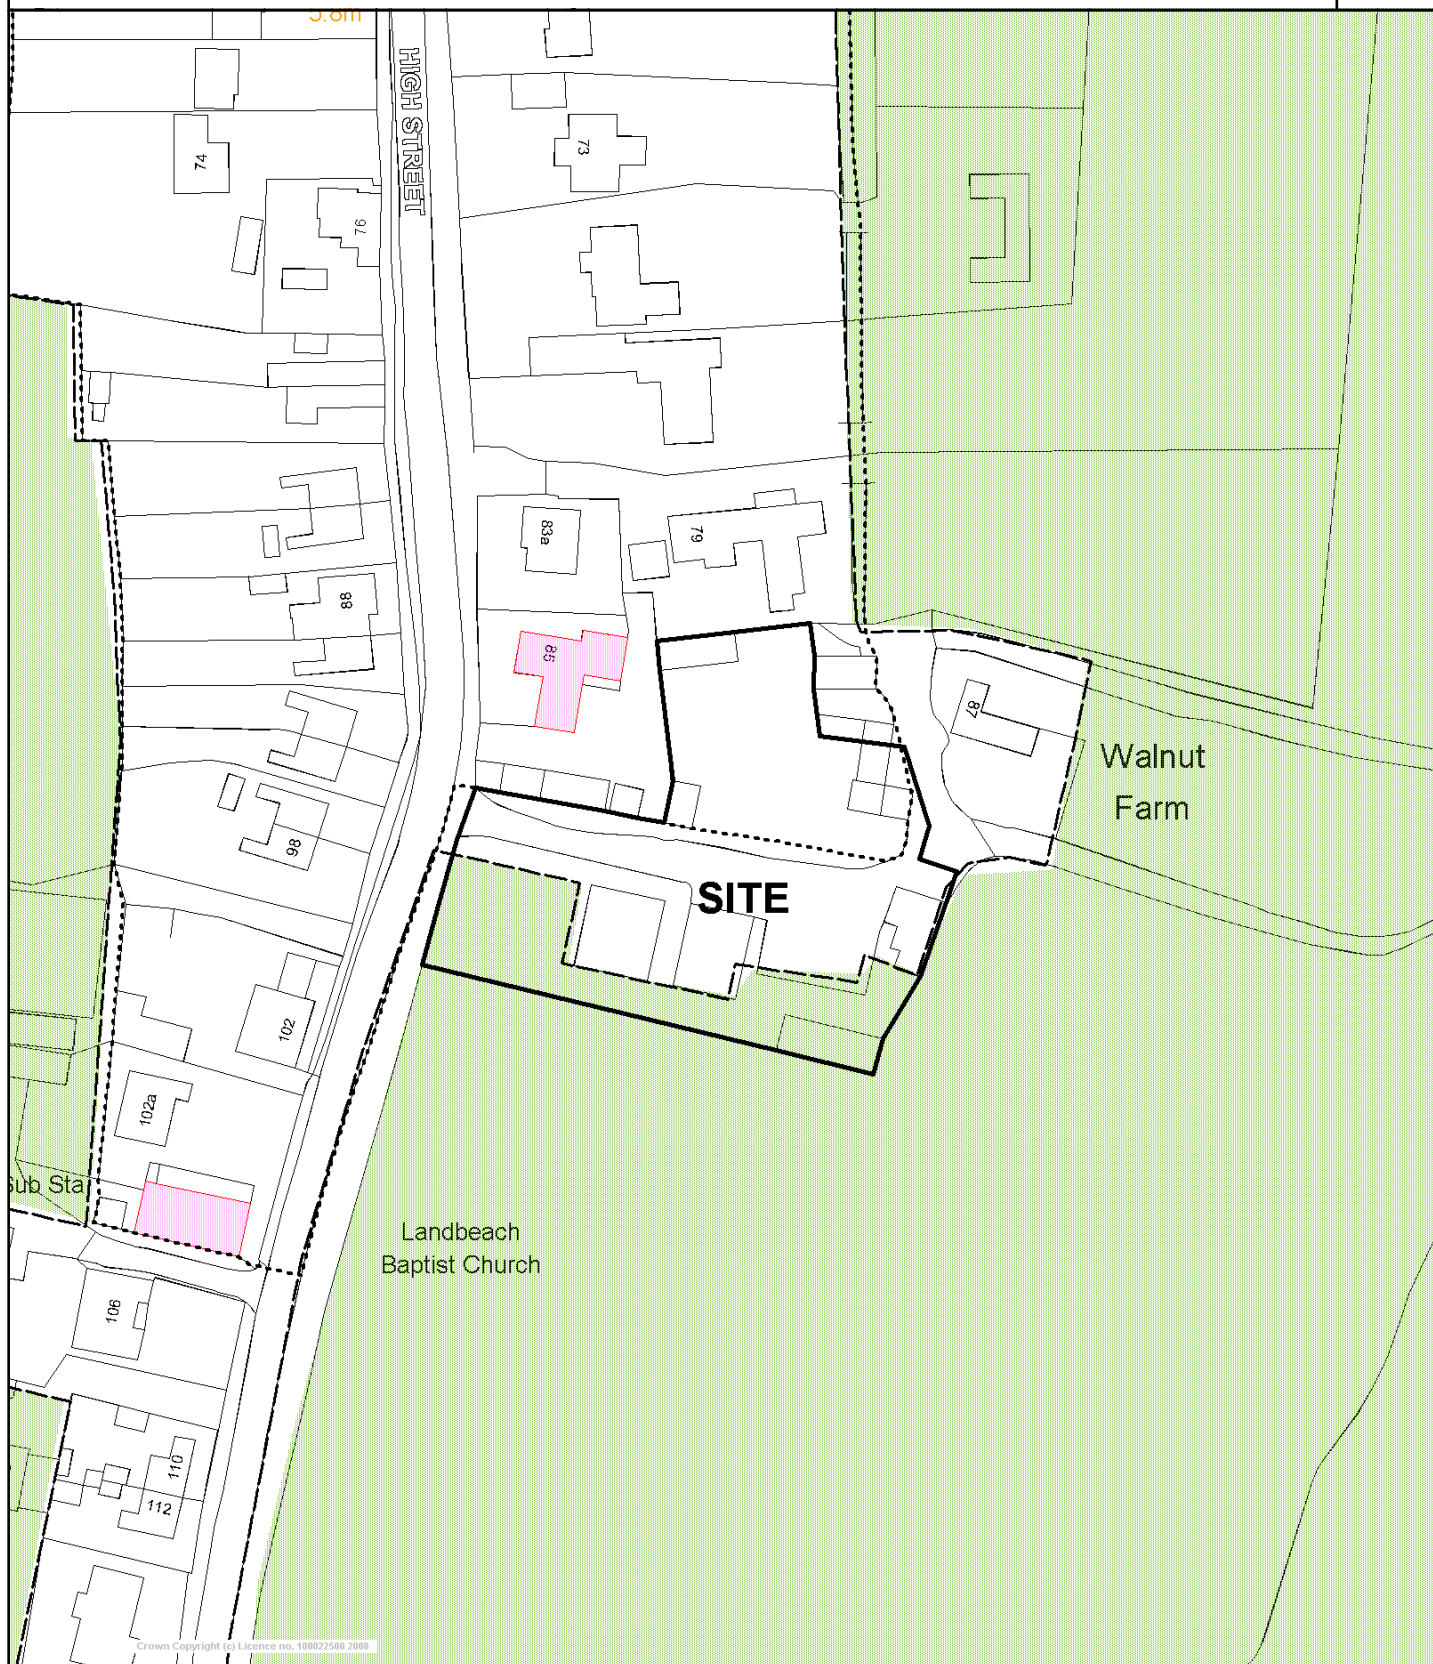 5.8m
HIGH STREET
74
73
76
83a
79
88
85
87
Walnut
Farm
98
SITE
102
102a
Sub Sta
Landbeach
Baptist Church
106
110
112
Crown Copyright (c) Licence no. 100022500 2008